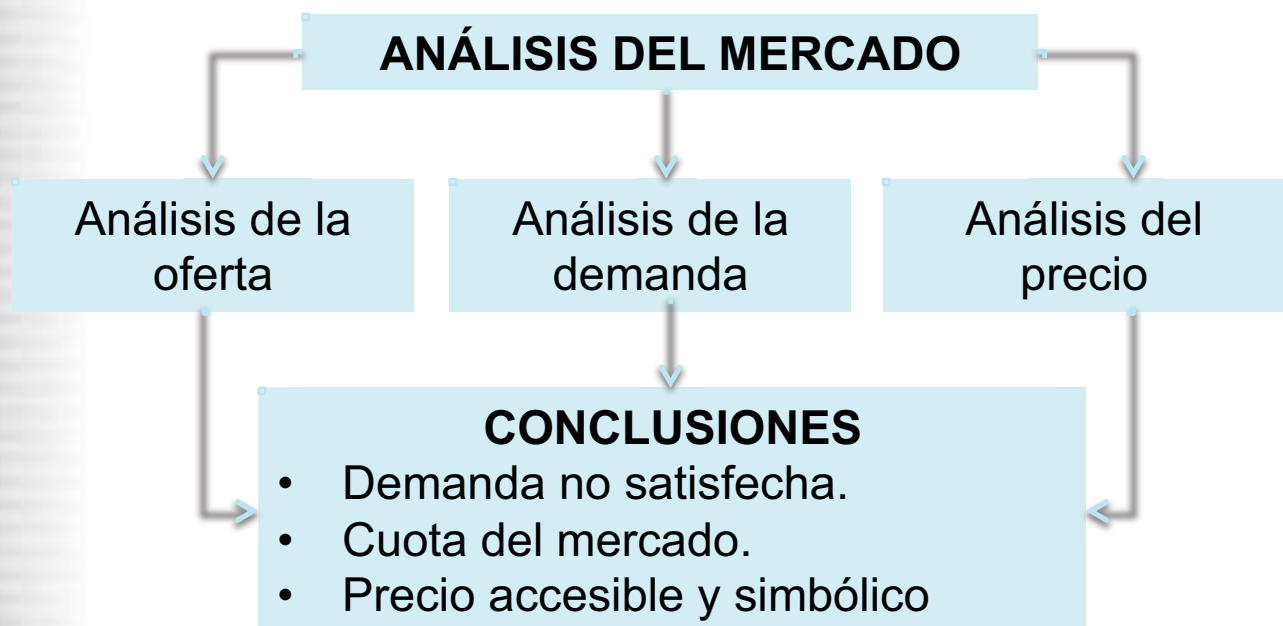 ANÁLISIS DEL MERCADO
Análisis de la
oferta
Análisis de la
demanda
Análisis del
precio
CONCLUSIONES
• Demanda no satisfecha.
• Cuota del mercado.
• Precio accesible y simbólico